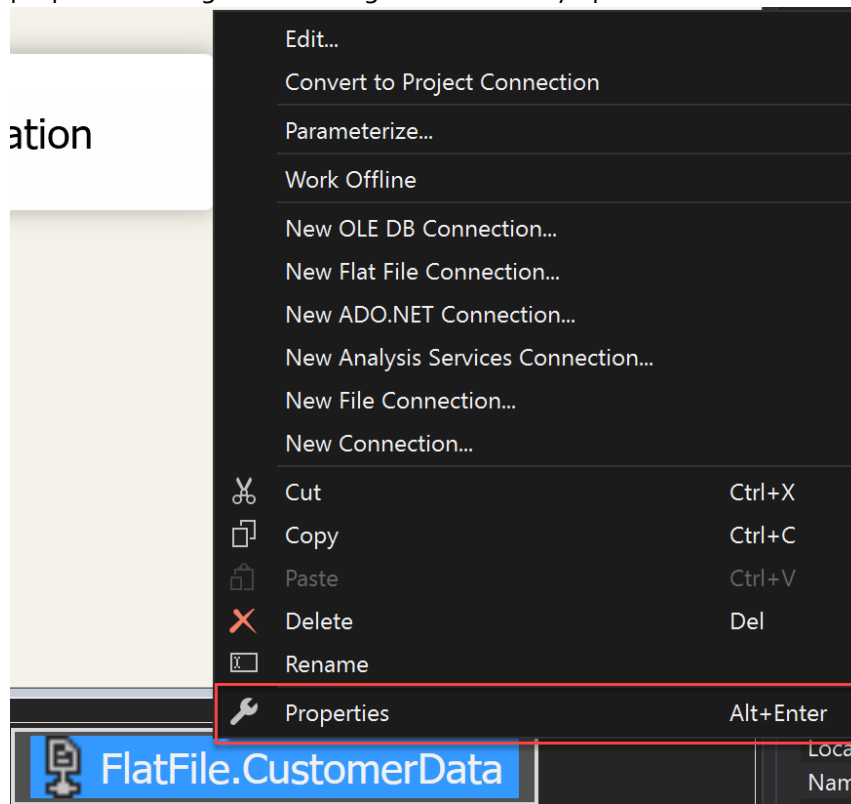 Edit...
Convert to Project Connection
ation
Parameterize...
Work Offline
New OLE DB Connection...
New Flat File Connection...
New ADO.NET Connection...
New Analysis Services Connection...
New File Connection...
New Connection...
Cut Ctrl+X
Copy Ctrl+C
Paste Ctrl+V
Delete Del
Rename
Properties Alt+Enter
FlatFile.CustomerData
Loca
Nam